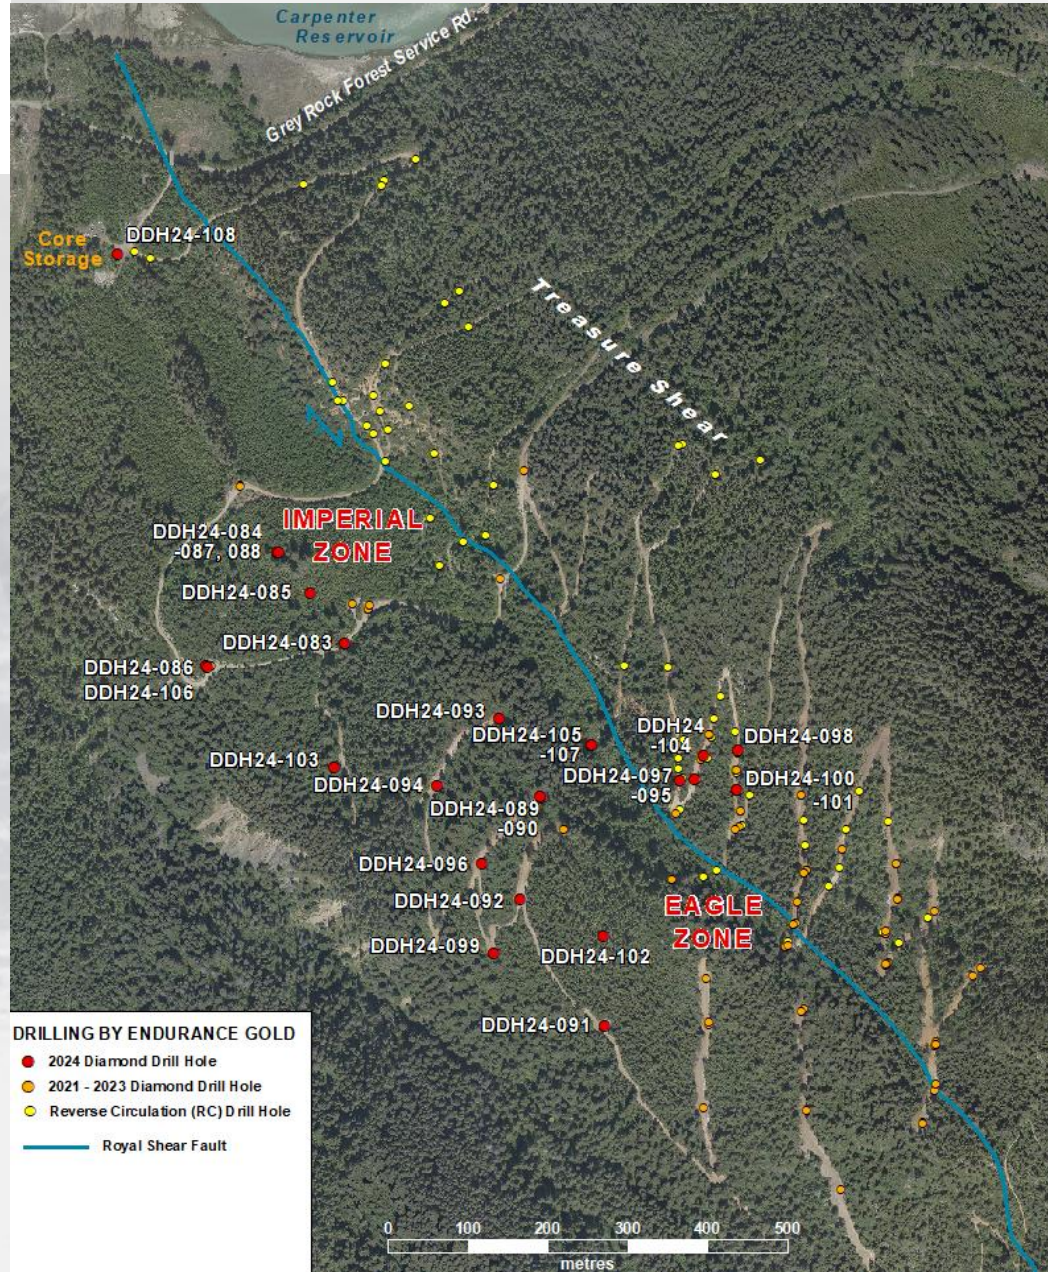 Carpenter
Reservoir
Grey Rock Forest Service Rd.
DDH24-108
Core
Storage
Treasure Shear
IMPERIAL
ZONE
DDH24-084
-087, 088
DDH24-085
DDH24-083
DDH24-086
DDH24-106
DDH24-093
DDH24-105
-107
DDH24
-104
DDH24-098
DDH24-103
DDH24-094
DDH24-097
-095
DDH24-100
-101
DDH24-089
-090
DDH24-096
DDH24-092
EAGLE
ZONE
DDH24-099
DDH24-102
DDH24-091
DRILLING BY ENDURANCE GOLD
2024 Diamond Drill Hole
2021 - 2023 Diamond Drill Hole
Reverse Circulation (RC) Drill Hole
Royal Shear Fault
0 100 200 300 400 500
metres